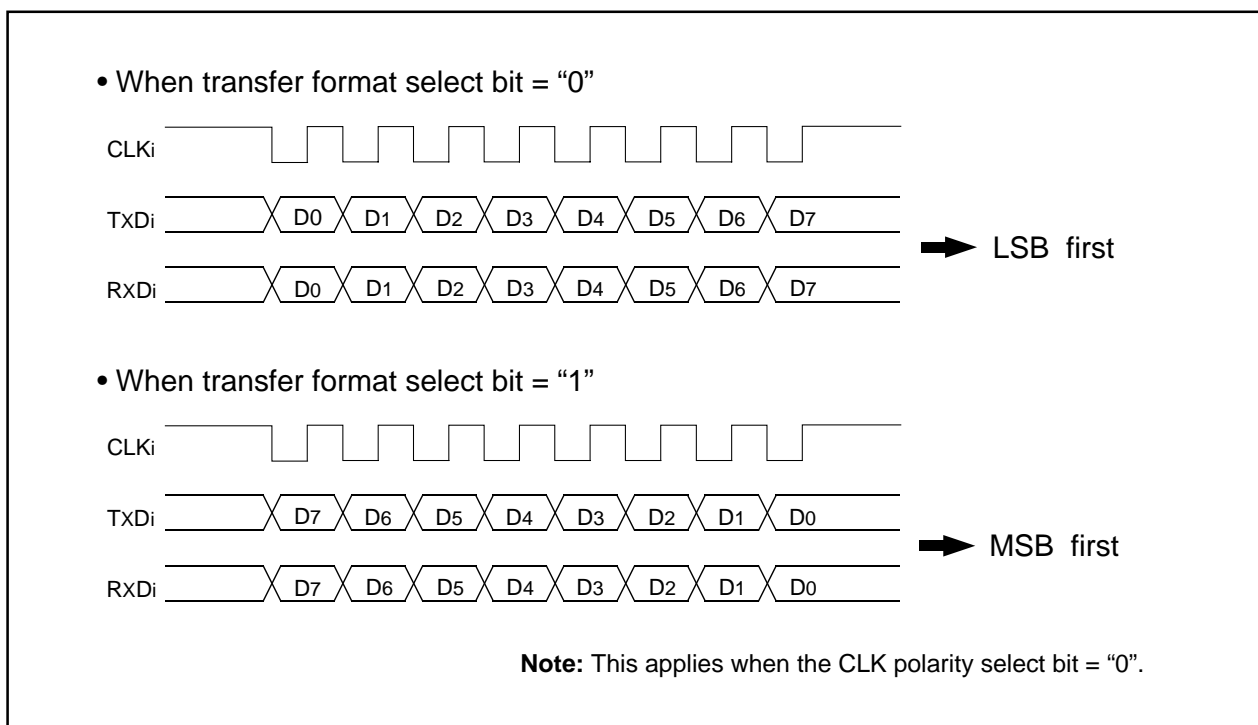 • When transfer format select bit = “0”
CLKi
TXDi D0 D1 D2 D3 D4 D5 D6 D7
LSB first
RXDi D0 D1 D2 D3 D4 D5 D6 D7
• When transfer format select bit = “1”
CLKi
TXDi D7 D6 D5 D4 D3 D2 D1 D0
MSB first
RXDi D7 D6 D5 D4 D3 D2 D1 D0
Note: This applies when the CLK polarity select bit = “0”.